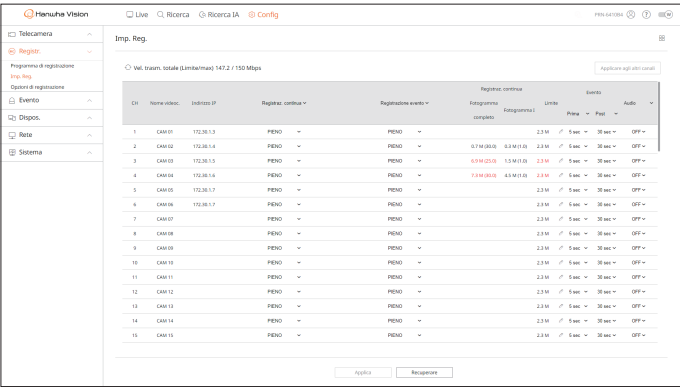 Hanwha Vision
Live
Ricerca
Ricerca IA
Config
PRN-6410B4
W
Telecamera
Registr.
Programma di registrazione
Imp. Reg.
Opzioni di registrazione
Evento
Dispos.
Rete
Sistema
Imp. Reg.
Vel. trasm. totale (Limite/max) 147.2 / 150 Mbps
Applicare agli altri canali
Registraz. continua Evento
CH Nome videoc. Indirizzo IP Registraz. continua Registrazione evento Fotogramma completo Fotogramma I Limite Prima Post Audio
1 CAM 01 172.30.1.3 PIENO PIENO 2.3 M 5 sec 30 sec OFF
2 CAM 02 172.30.1.4 PIENO PIENO 0.7 M (30.0) 0.3 M (1.0) 2.3 M 5 sec 30 sec OFF
3 CAM 03 172.30.1.5 PIENO PIENO 6.9 M (23.0) 1.5 M (1.0) 2.3 M 5 sec 30 sec OFF
4 CAM 04 172.30.1.6 PIENO PIENO 7.3 M (30.0) 4.5 M (1.0) 2.3 M 5 sec 30 sec OFF
5 CAM 05 172.30.1.7 PIENO PIENO 2.3 M 5 sec 30 sec OFF
6 CAM 06 172.30.1.7 PIENO PIENO 2.3 M 5 sec 30 sec OFF
7 CAM 07 PIENO PIENO 2.3 M 5 sec 30 sec OFF
8 CAM 08 PIENO PIENO 2.3 M 5 sec 30 sec OFF
9 CAM 09 PIENO PIENO 2.3 M 5 sec 30 sec OFF
10 CAM 10 PIENO PIENO 2.3 M 5 sec 30 sec OFF
11 CAM 11 PIENO PIENO 2.3 M 5 sec 30 sec OFF
12 CAM 12 PIENO PIENO 2.3 M 5 sec 30 sec OFF
13 CAM 13 PIENO PIENO 2.3 M 5 sec 30 sec OFF
14 CAM 14 PIENO PIENO 2.3 M 5 sec 30 sec OFF
15 CAM 15 PIENO PIENO 2.3 M 5 sec 30 sec OFF
Applica
Recuperare